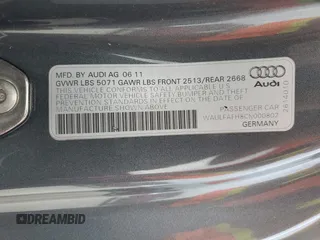 MFD. BY AUDI AG 06 11
GVWR LBS 5071 GAWR LBS FRONT 2513/REAR 2668
THIS VEHICLE CONFORMS TO ALL APPLICABLE U.S.
FEDERAL MOTOR VEHICLE SAFETY BUMPER AND THEFT
PREVENTION STANDARDS IN EFFECT ON THE DATE OF
MANUFACTURE SHOWN ABOVE
Audi
PASSENGER CAR
GERMANY
DREAMBID